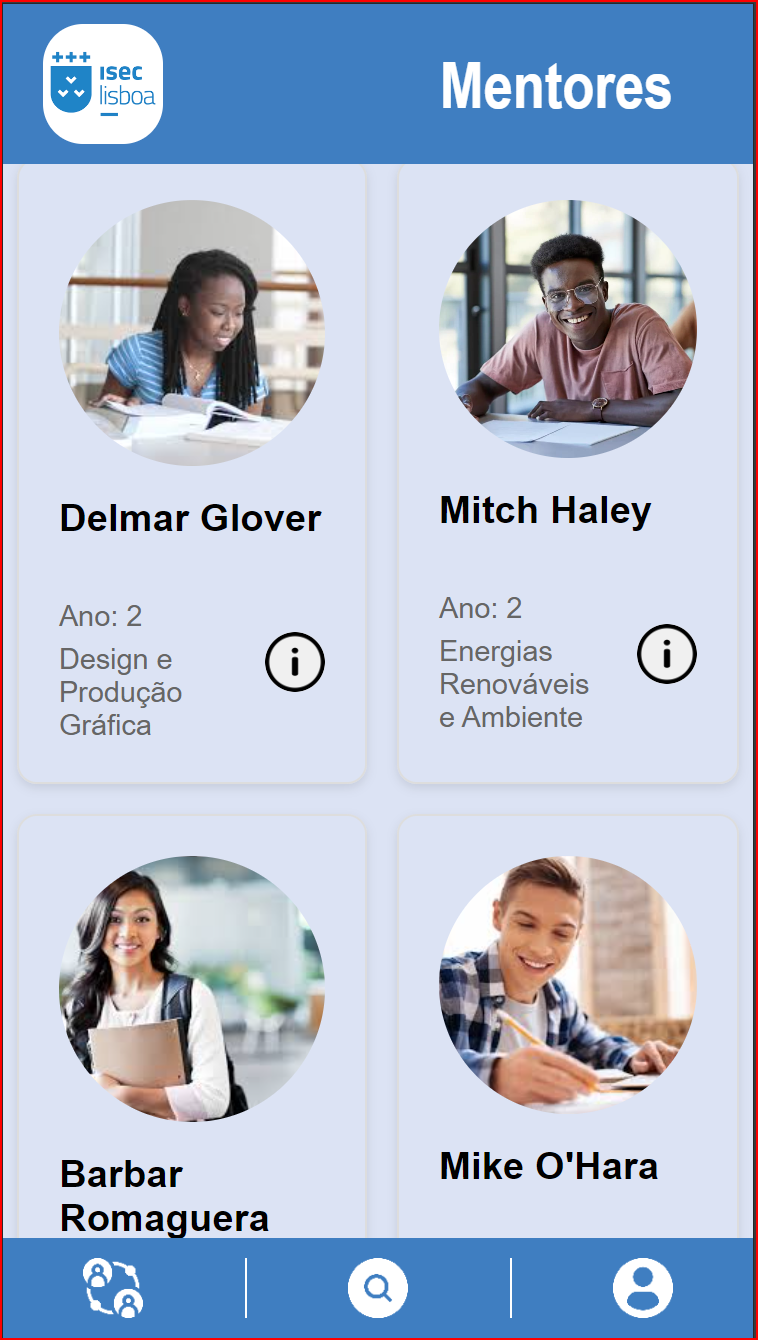 ISEC
lisboa
Mentores
Delmar Glover
Ano: 2
Design e
Produção
Gráfica
Mitch Haley
Ano: 2
Energias
Renováveis
e Ambiente
Barbar
Romaguera
Mike O'Hara